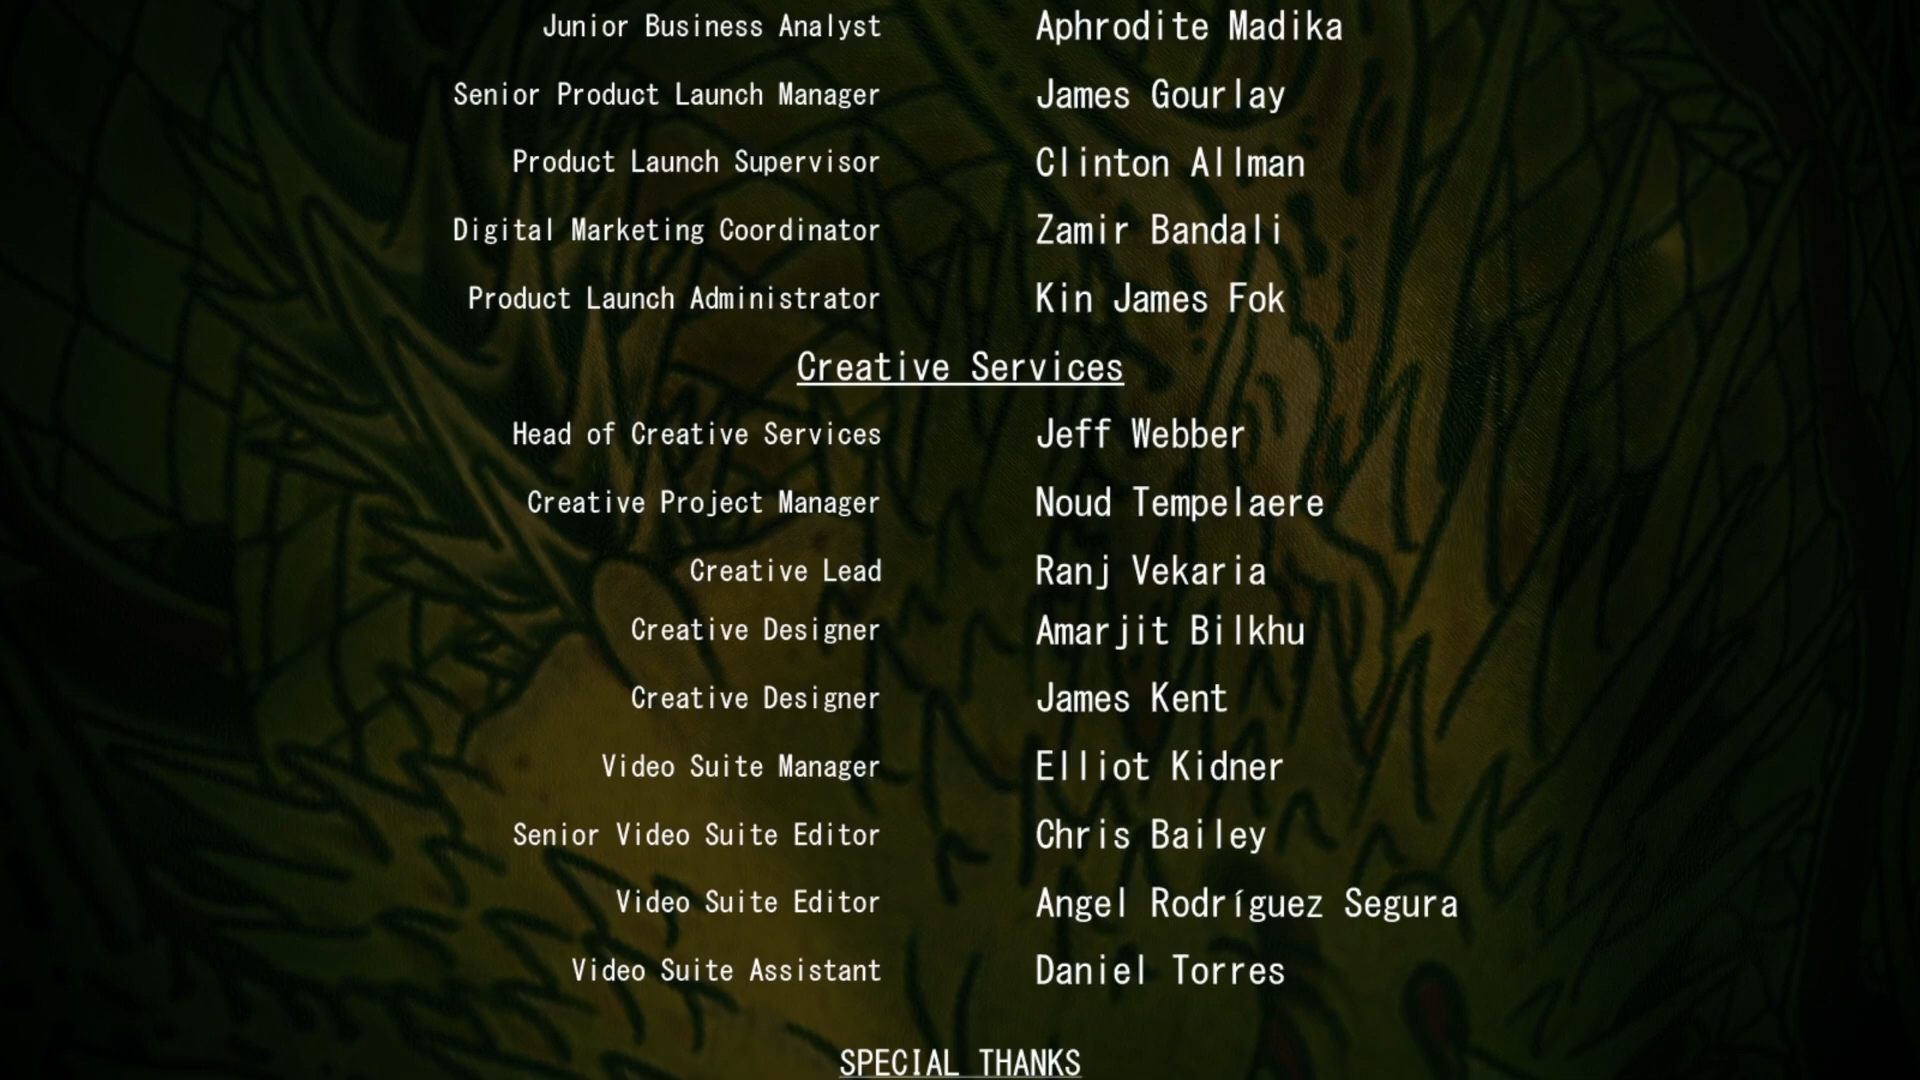 Junior Business Analyst Aphrodite Madika
Senior Product Launch Manager James Gourlay
Product Launch Supervisor Clinton Allman
Digital Marketing Coordinator Zamir Bandali
Product Launch Administrator Kin James Fok
Creative Services
Head of Creative Services Jeff Webber
Creative Project Manager Noud Tempelaere
Creative Lead Ranj Vekaria
Creative Designer Amarjit Bilkhu
Creative Designer James Kent
Video Suite Manager Elliot Kidner
Senior Video Suite Editor Chris Bailey
Video Suite Editor Angel Rodríguez Segura
Video Suite Assistant Daniel Torres
SPECIAL THANKS